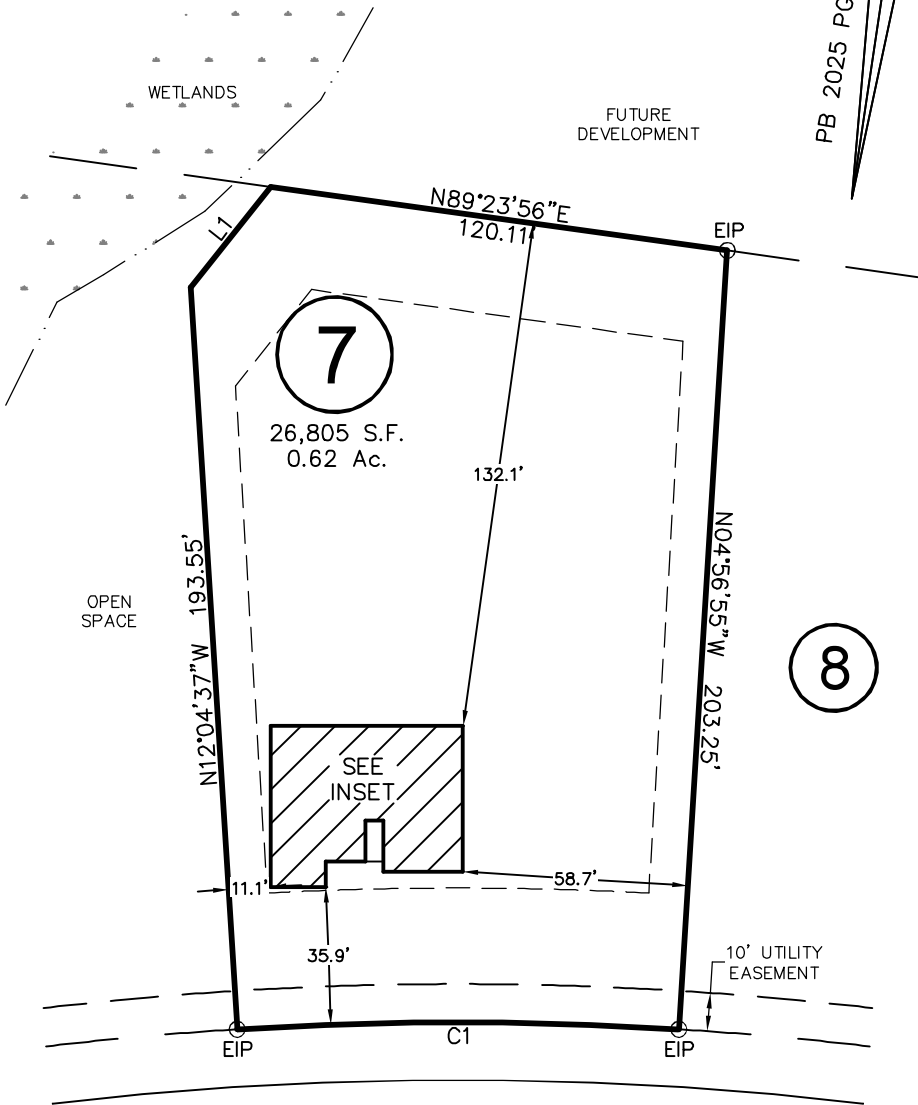 PB 2025 PG
WETLANDS
FUTURE
DEVELOPMENT
N89°23'56"E
120.11'
EIP
L1
7
26,805 S.F.
0.62 Ac.
132.1'
N12°04'37"W 193.55'
N04°56'55"W 203.25'
OPEN
SPACE
8
SEE
INSET
11.1'
58.7'
35.9'
10' UTILITY
EASEMENT
EIP
C1
EIP